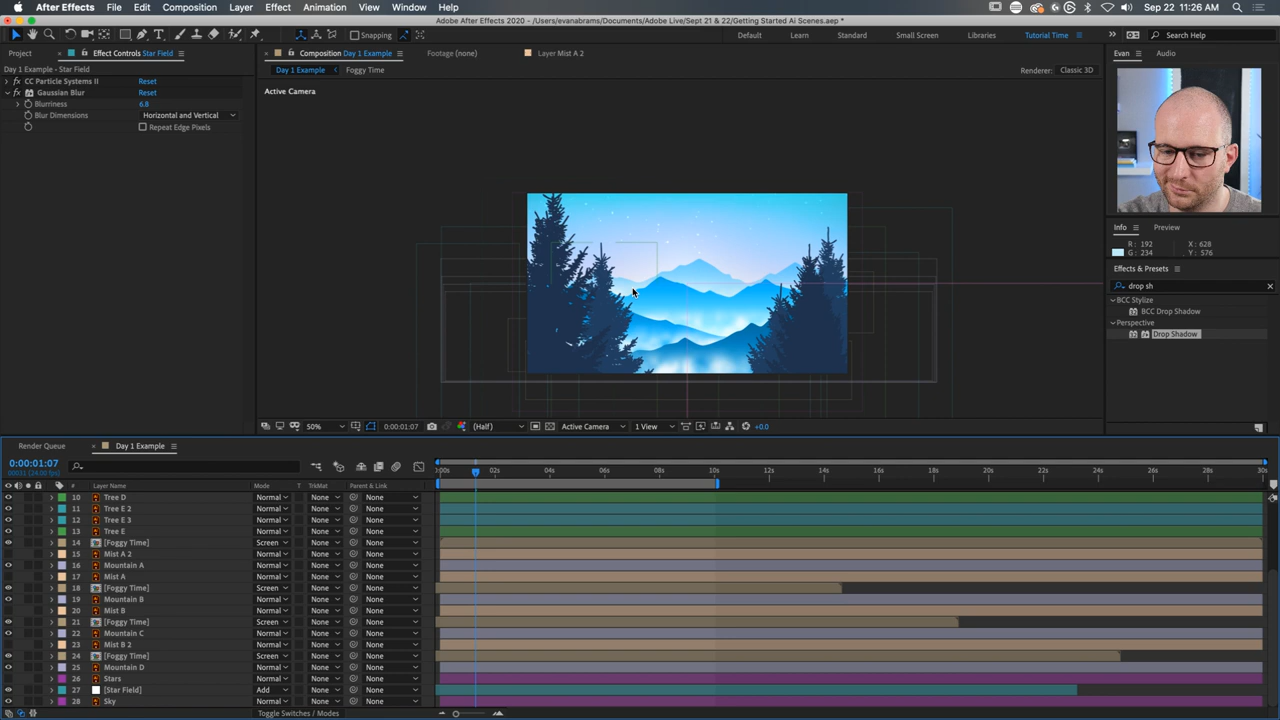 After Effects File Edit Composition Layer Effect Animation View Window Help Sep 22 11:26 AM
Adobe After Effects 2020 - /Users/evanabrams/Documents/Adobe Live/Sept 21 & 22/Getting Started Ai Scenes.aep *
Snapping Default Learn Standard Small Screen Libraries Tutorial Time Search Help
Project Effect Controls Star Field Composition Day 1 Example Footage (none) Layer Mist A 2 Evan Audio
Day 1 Example · Star Field Day 1 Example Foggy Time Renderer: Classic 3D
fx CC Particle Systems II Reset
fx Gaussian Blur Reset
Active Camera
Blurriness 6.8
Blur Dimensions Horizontal and Vertical
Repeat Edge Pixels
Info Preview
R : 192 X : 628
G : 234 Y : 576
Effects & Presets
drop sh
BCC Stylize
BCC Drop Shadow
Perspective
Drop Shadow
50% 0:00:01:07 (Half) Active Camera 1 View +0.0
Render Queue Day 1 Example
0:00:01:07
00031 (24.00 fps)
:00s 02s 04s 06s 08s 10s 12s 14s 16s 18s 20s 22s 24s 26s 28s 30s
# Layer Name Mode T TrkMat Parent & Link
10 Tree D Normal None None
11 Tree E 2 Normal None None
12 Tree E 3 Normal None None
13 Tree E Normal None None
14 [Foggy Time] Screen None None
15 Mist A 2 Normal None None
16 Mountain A Normal None None
17 Mist A Normal None None
18 [Foggy Time] Screen None None
19 Mountain B Normal None None
20 Mist B Normal None None
21 [Foggy Time] Screen None None
22 Mountain C Normal None None
23 Mist B 2 Normal None None
24 [Foggy Time] Screen None None
25 Mountain D Normal None None
26 Stars Normal None None
27 [Star Field] Add None None
28 Sky Normal None None
Toggle Switches / Modes